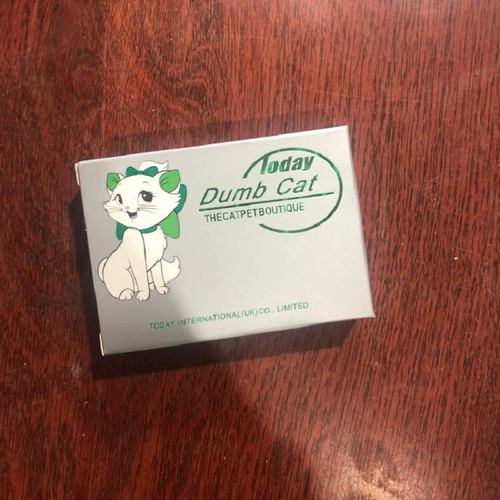 Today
Dumb Cat
THECATPETBOUTIQUE
TODAY INTERNATIONAL(UK)CO., LIMITED